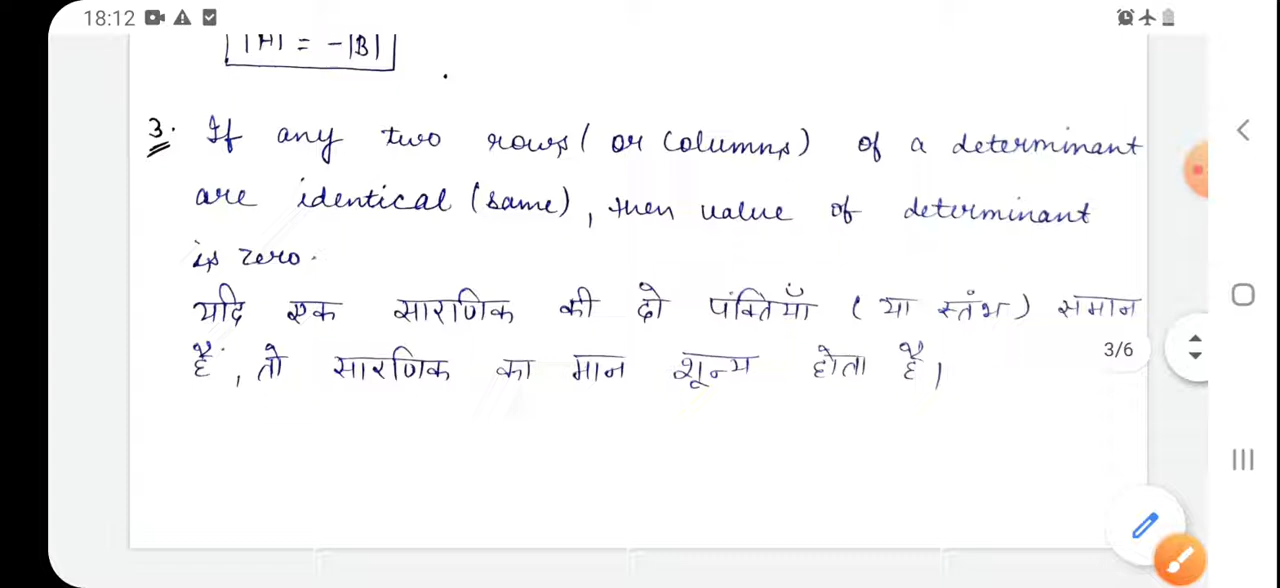 18:12
|A| = -|B|
3. If any two rows (or columns) of a determinant
are identical (same), then value of determinant
is zero.
यदि एक सारणिक की दो पंक्तियाँ (या स्तंभ) समान
हैं, तो सारणिक का मान शून्य होता है।
3/6